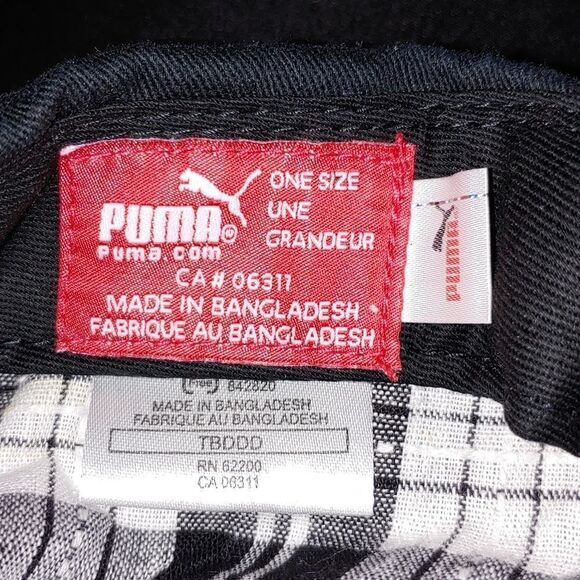 PUMA
Puma.com
ONE SIZE
UNE
GRANDEUR
CA# 06311
MADE IN BANGLADESH
FABRIQUE AU BANGLADESH
842820
MADE IN BANGLADESH
FABRIQUE AU BANGLADESH
TBDDD
RN 62200
CA 06311